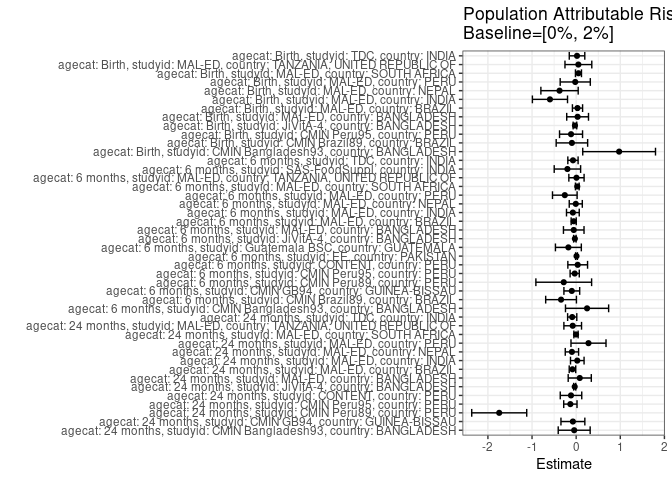 Population Attributable Ris
Baseline=[0%, 2%]
agecat: Birth, studyid: TDC, country: INDIA
agecat: Birth, studyid: MAL-ED, country: TANZANIA, UNITED REPUBLIC OF
agecat: Birth, studyid: MAL-ED, country: SOUTH AFRICA
agecat: Birth, studyid: MAL-ED, country: PERU
agecat: Birth, studyid: MAL-ED, country: NEPAL
agecat: Birth, studyid: MAL-ED, country: INDIA
agecat: Birth, studyid: MAL-ED, country: BRAZIL
agecat: Birth, studyid: MAL-ED, country: BANGLADESH
agecat: Birth, studyid: JiVitA-4, country: BANGLADESH
agecat: Birth, studyid: CMIN Peru95, country: PERU
agecat: Birth, studyid: CMIN Brazil89, country: BRAZIL
agecat: Birth, studyid: CMIN Bangladesh93, country: BANGLADESH
agecat: 6 months, studyid: TDC, country: INDIA
agecat: 6 months, studyid: SAS-FoodSuppl, country: INDIA
agecat: 6 months, studyid: MAL-ED, country: TANZANIA, UNITED REPUBLIC OF
agecat: 6 months, studyid: MAL-ED, country: SOUTH AFRICA
agecat: 6 months, studyid: MAL-ED, country: PERU
agecat: 6 months, studyid: MAL-ED, country: NEPAL
agecat: 6 months, studyid: MAL-ED, country: INDIA
agecat: 6 months, studyid: MAL-ED, country: BRAZIL
agecat: 6 months, studyid: MAL-ED, country: BANGLADESH
agecat: 6 months, studyid: JiVitA-4, country: BANGLADESH
agecat: 6 months, studyid: Guatemala BSC, country: GUATEMALA
agecat: 6 months, studyid: EE, country: PAKISTAN
agecat: 6 months, studyid: CONTENT, country: PERU
agecat: 6 months, studyid: CMIN Peru95, country: PERU
agecat: 6 months, studyid: CMIN Peru89, country: PERU
agecat: 6 months, studyid: CMIN GB94, country: GUINEA-BISSAU
agecat: 6 months, studyid: CMIN Brazil89, country: BRAZIL
agecat: 6 months, studyid: CMIN Bangladesh93, country: BANGLADESH
agecat: 24 months, studyid: TDC, country: INDIA
agecat: 24 months, studyid: MAL-ED, country: TANZANIA, UNITED REPUBLIC OF
agecat: 24 months, studyid: MAL-ED, country: SOUTH AFRICA
agecat: 24 months, studyid: MAL-ED, country: PERU
agecat: 24 months, studyid: MAL-ED, country: NEPAL
agecat: 24 months, studyid: MAL-ED, country: INDIA
agecat: 24 months, studyid: MAL-ED, country: BRAZIL
agecat: 24 months, studyid: MAL-ED, country: BANGLADESH
agecat: 24 months, studyid: JiVitA-4, country: BANGLADESH
agecat: 24 months, studyid: CONTENT, country: PERU
agecat: 24 months, studyid: CMIN Peru95, country: PERU
agecat: 24 months, studyid: CMIN Peru89, country: PERU
agecat: 24 months, studyid: CMIN GB94, country: GUINEA-BISSAU
agecat: 24 months, studyid: CMIN Bangladesh93, country: BANGLADESH
-2 -1 0 1 2
Estimate